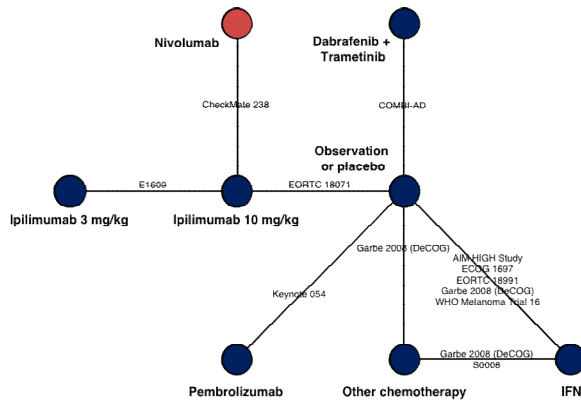 Nivolumab
Dabrafenib +
Trametinib
CheckMate 238
COMBI-AD
Observation
or placebo
E1609
EORTC 18071
Ipilimumab 3 mg/kg
Ipilimumab 10 mg/kg
Garbe 2008 (DeCOG)
AIM HIGH Study
ECOG 1697
EORTC 18991
Garbe 2008 (DeCOG)
WHO Melanoma Trial 16
Keynote 054
Garbe 2008 (DeCOG)
S0008
Pembrolizumab
Other chemotherapy
IFN